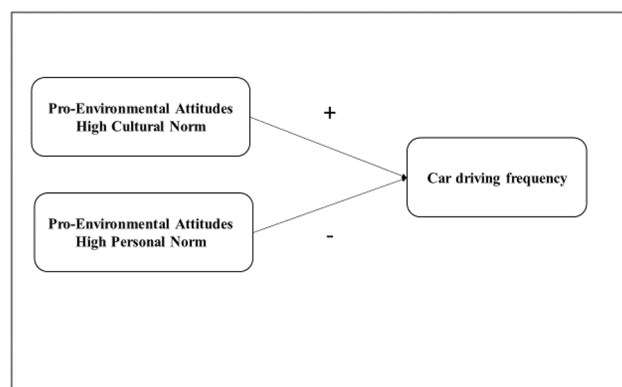 Pro-Environmental Attitudes
High Cultural Norm
+
Car driving frequency
Pro-Environmental Attitudes
High Personal Norm
-